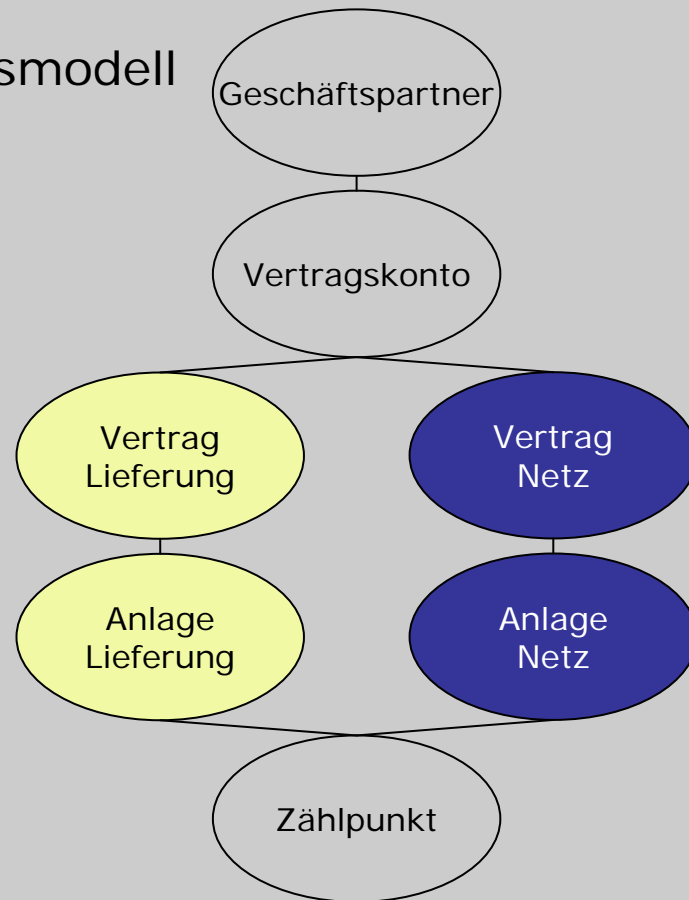 smodell
Geschäftspartner
Vertragskonto
Vertrag
Lieferung
Vertrag
Netz
Anlage
Lieferung
Anlage
Netz
Zählpunkt